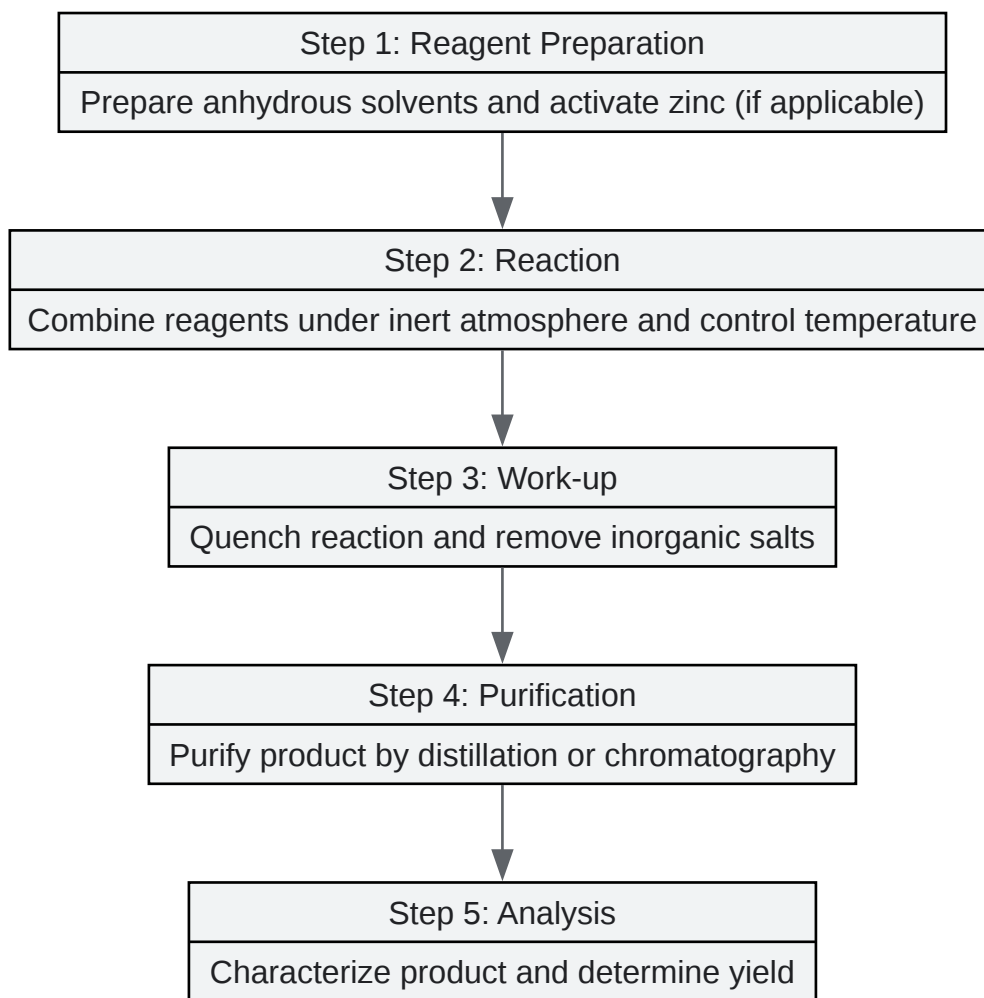 Step 1: Reagent Preparation
Prepare anhydrous solvents and activate zinc (if applicable)
Step 2: Reaction
Combine reagents under inert atmosphere and control temperature
Step 3: Work-up
Quench reaction and remove inorganic salts
Step 4: Purification
Purify product by distillation or chromatography
Step 5: Analysis
Characterize product and determine yield